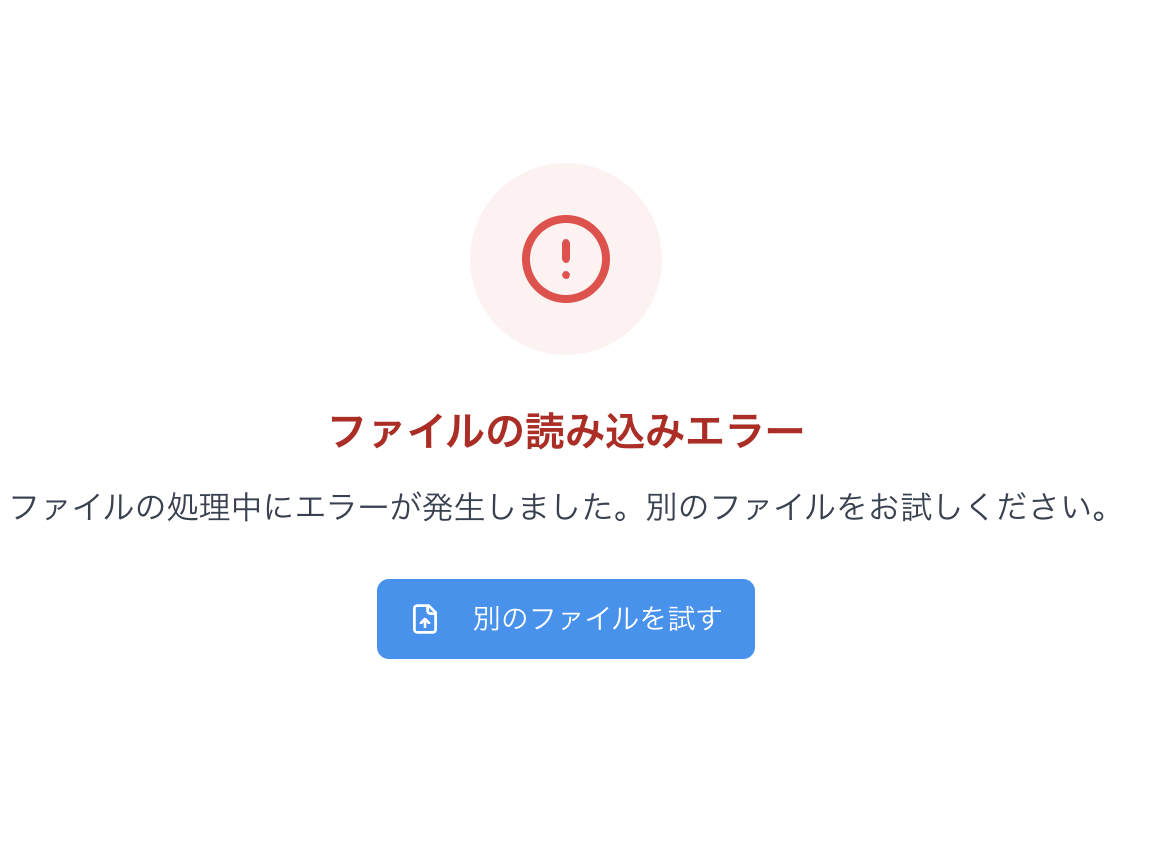 ファイルの読み込みエラー
ファイルの処理中にエラーが発生しました。別のファイルをお試しください。
別のファイルを試す